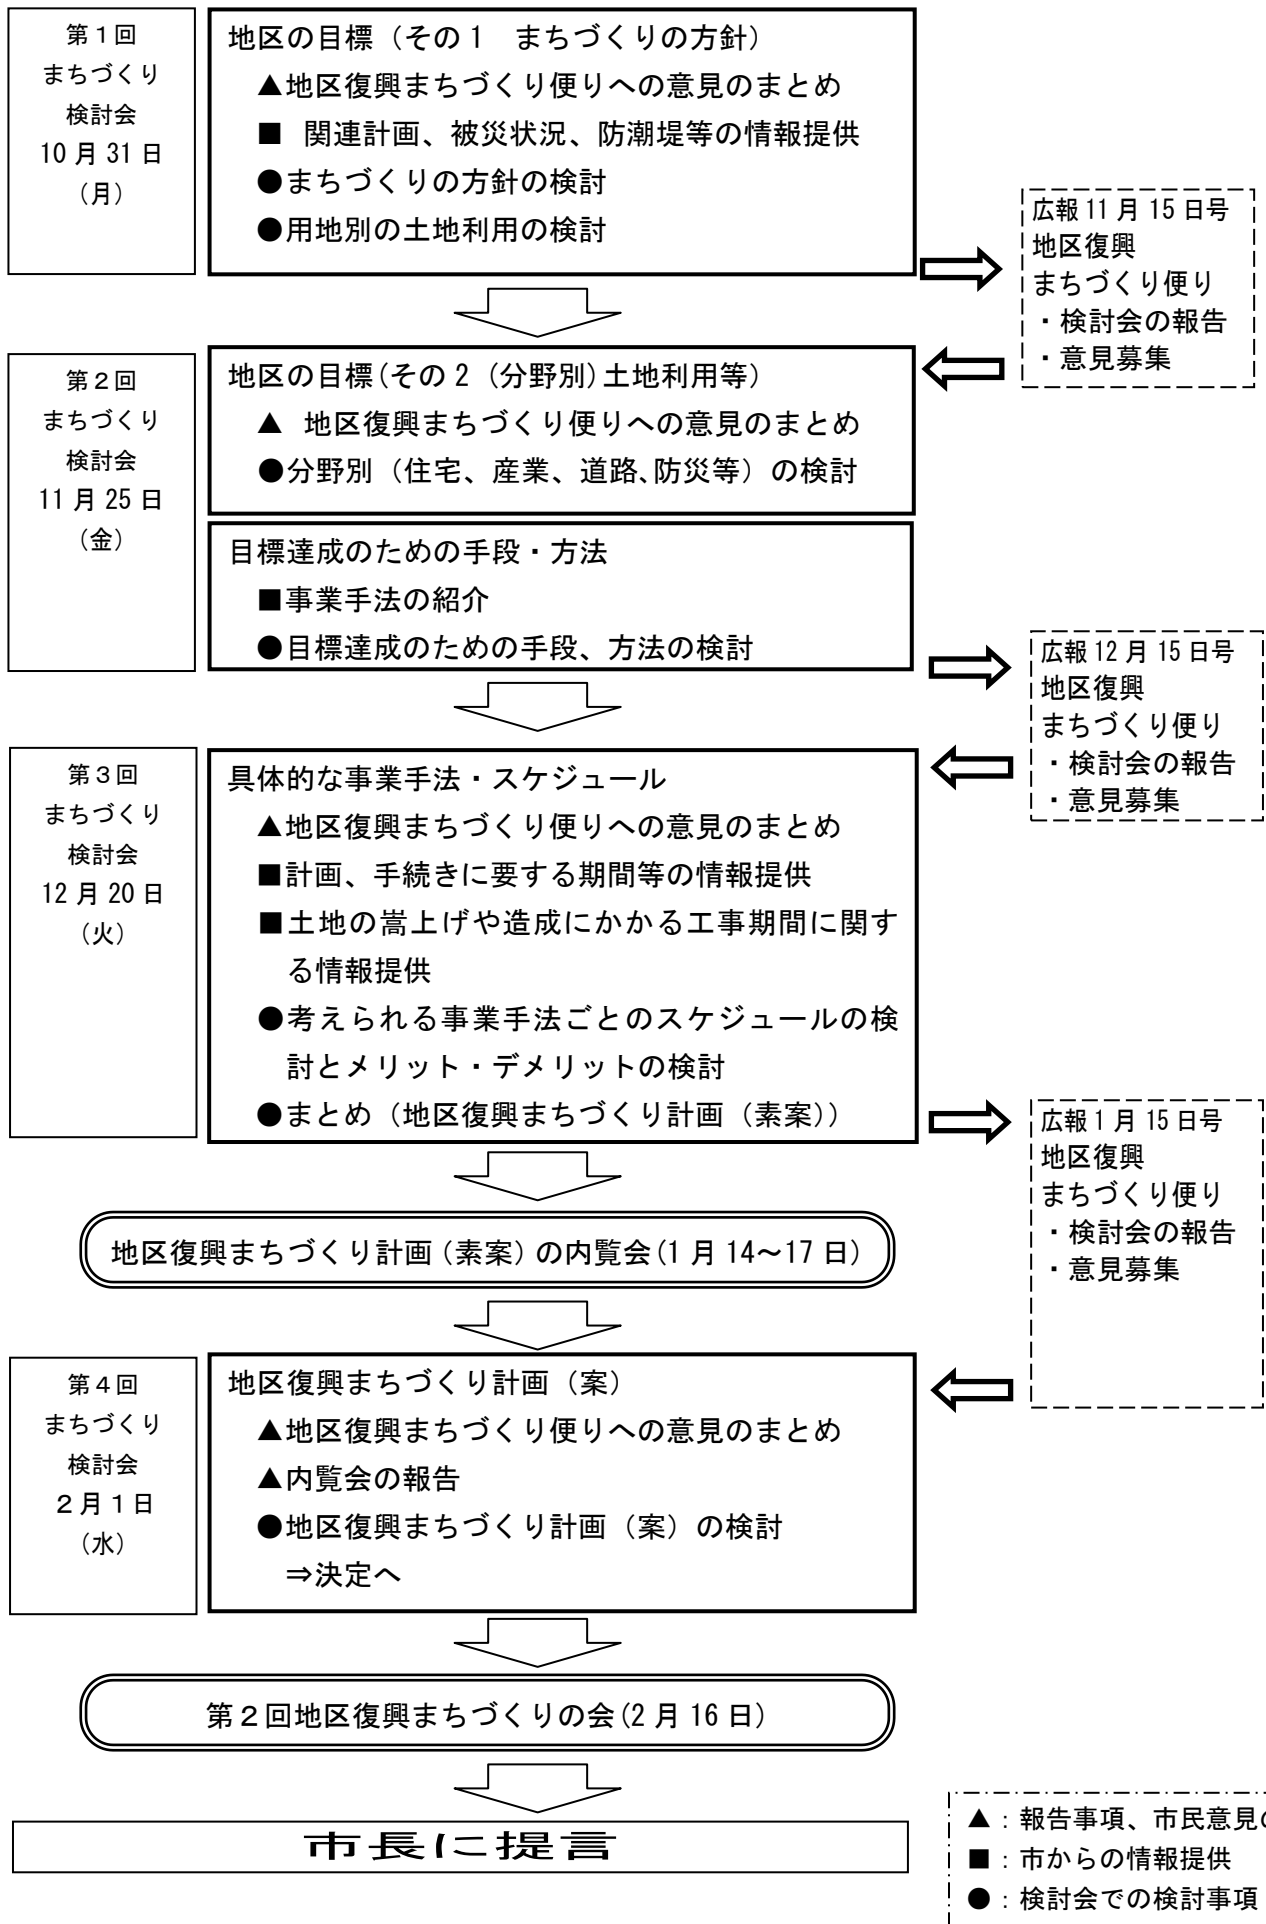 第１回
まちづくり
検討会
10 月 31 日
（月）
地区の目標（その１　まちづくりの方針）
▲地区復興まちづくり便りへの意見のまとめ
■　関連計画、被災状況、防潮堤等の情報提供
●まちづくりの方針の検討
●用地別の土地利用の検討
広報 11 月 15 日号
地区復興
まちづくり便り
・検討会の報告
・意見募集
第２回
まちづくり
検討会
11 月 25 日
（金）
地区の目標（その２（分野別）土地利用等）
▲　地区復興まちづくり便りへの意見のまとめ
●分野別（住宅、産業、道路、防災等）の検討
目標達成のための手段・方法
■事業手法の紹介
●目標達成のための手段、方法の検討
広報 12 月 15 日号
地区復興
まちづくり便り
・検討会の報告
・意見募集
第３回
まちづくり
検討会
12 月 20 日
（火）
具体的な事業手法・スケジュール
▲地区復興まちづくり便りへの意見のまとめ
■計画、手続きに要する期間等の情報提供
■土地の嵩上げや造成にかかる工事期間に関す
る情報提供
●考えられる事業手法ごとのスケジュールの検
討とメリット・デメリットの検討
●まとめ（地区復興まちづくり計画（素案））
広報１月 15 日号
地区復興
まちづくり便り
・検討会の報告
・意見募集
地区復興まちづくり計画（素案）の内覧会（１月 14～17 日）
第４回
まちづくり
検討会
２月１日
（水）
地区復興まちづくり計画（案）
▲地区復興まちづくり便りへの意見のまとめ
▲内覧会の報告
●地区復興まちづくり計画（案）の検討
⇒決定へ
第２回地区復興まちづくりの会（2 月 16 日）
市長に提言
▲：報告事項、市民意見の
■：市からの情報提供
●：検討会での検討事項